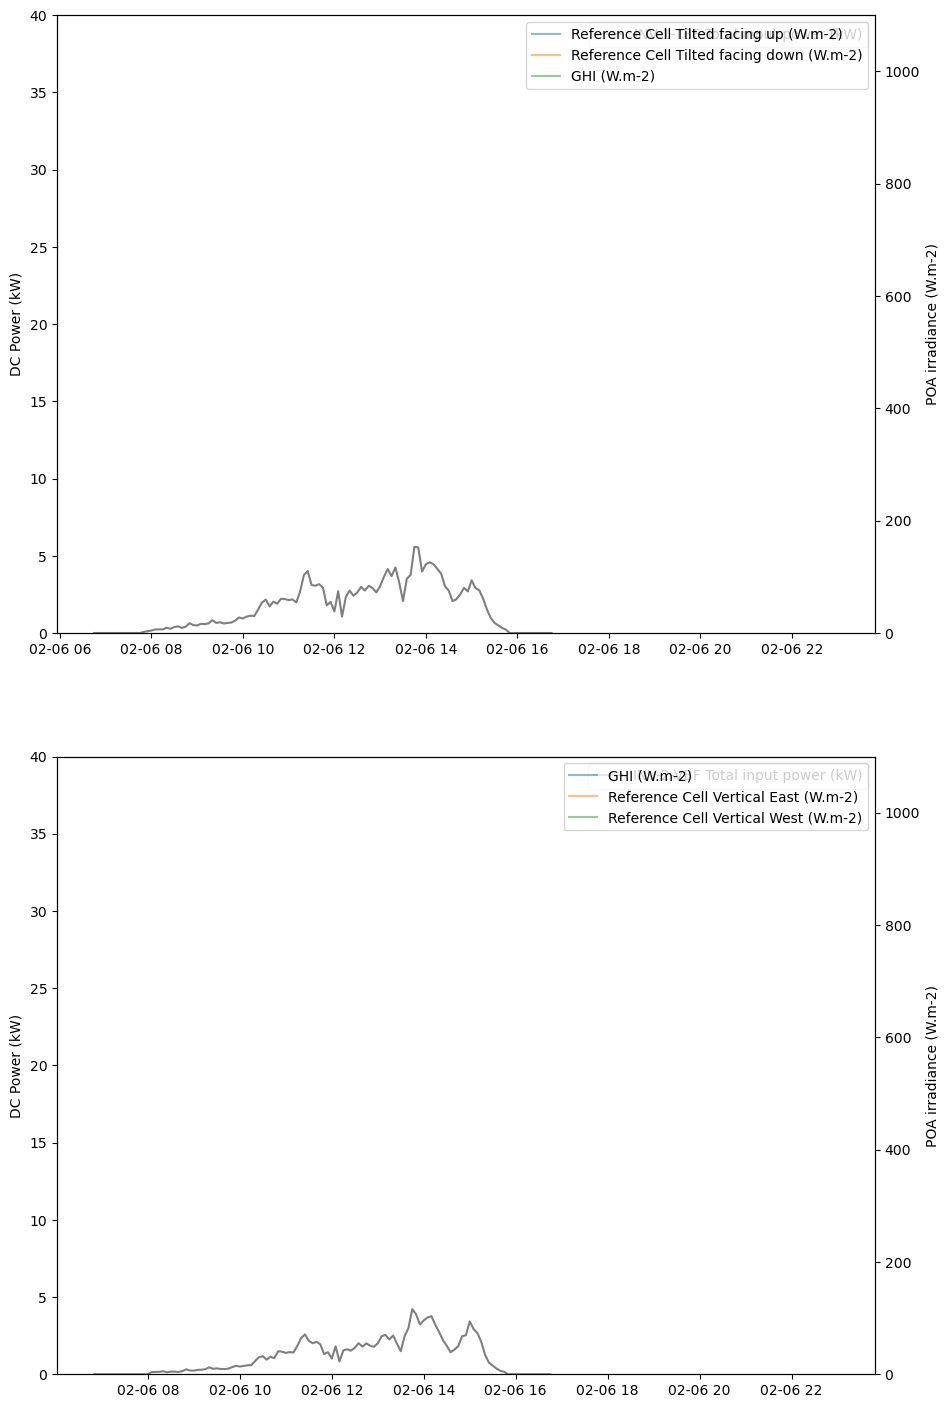 40
35
30
25
20
15
10
5
0
DC Power (kW)
Reference Cell Tilted facing up (W.m-2)
Reference Cell Tilted facing down (W.m-2)
GHI (W.m-2)
1000
800
600
400
200
0
POA irradiance (W.m-2)
02-06 06 02-06 08 02-06 10 02-06 12 02-06 14 02-06 16 02-06 18 02-06 20 02-06 22
40
35
30
25
20
15
10
5
0
DC Power (kW)
Total input power (kW)
GHI (W.m-2)
Reference Cell Vertical East (W.m-2)
Reference Cell Vertical West (W.m-2)
1000
800
600
400
200
0
POA irradiance (W.m-2)
02-06 08 02-06 10 02-06 12 02-06 14 02-06 16 02-06 18 02-06 20 02-06 22